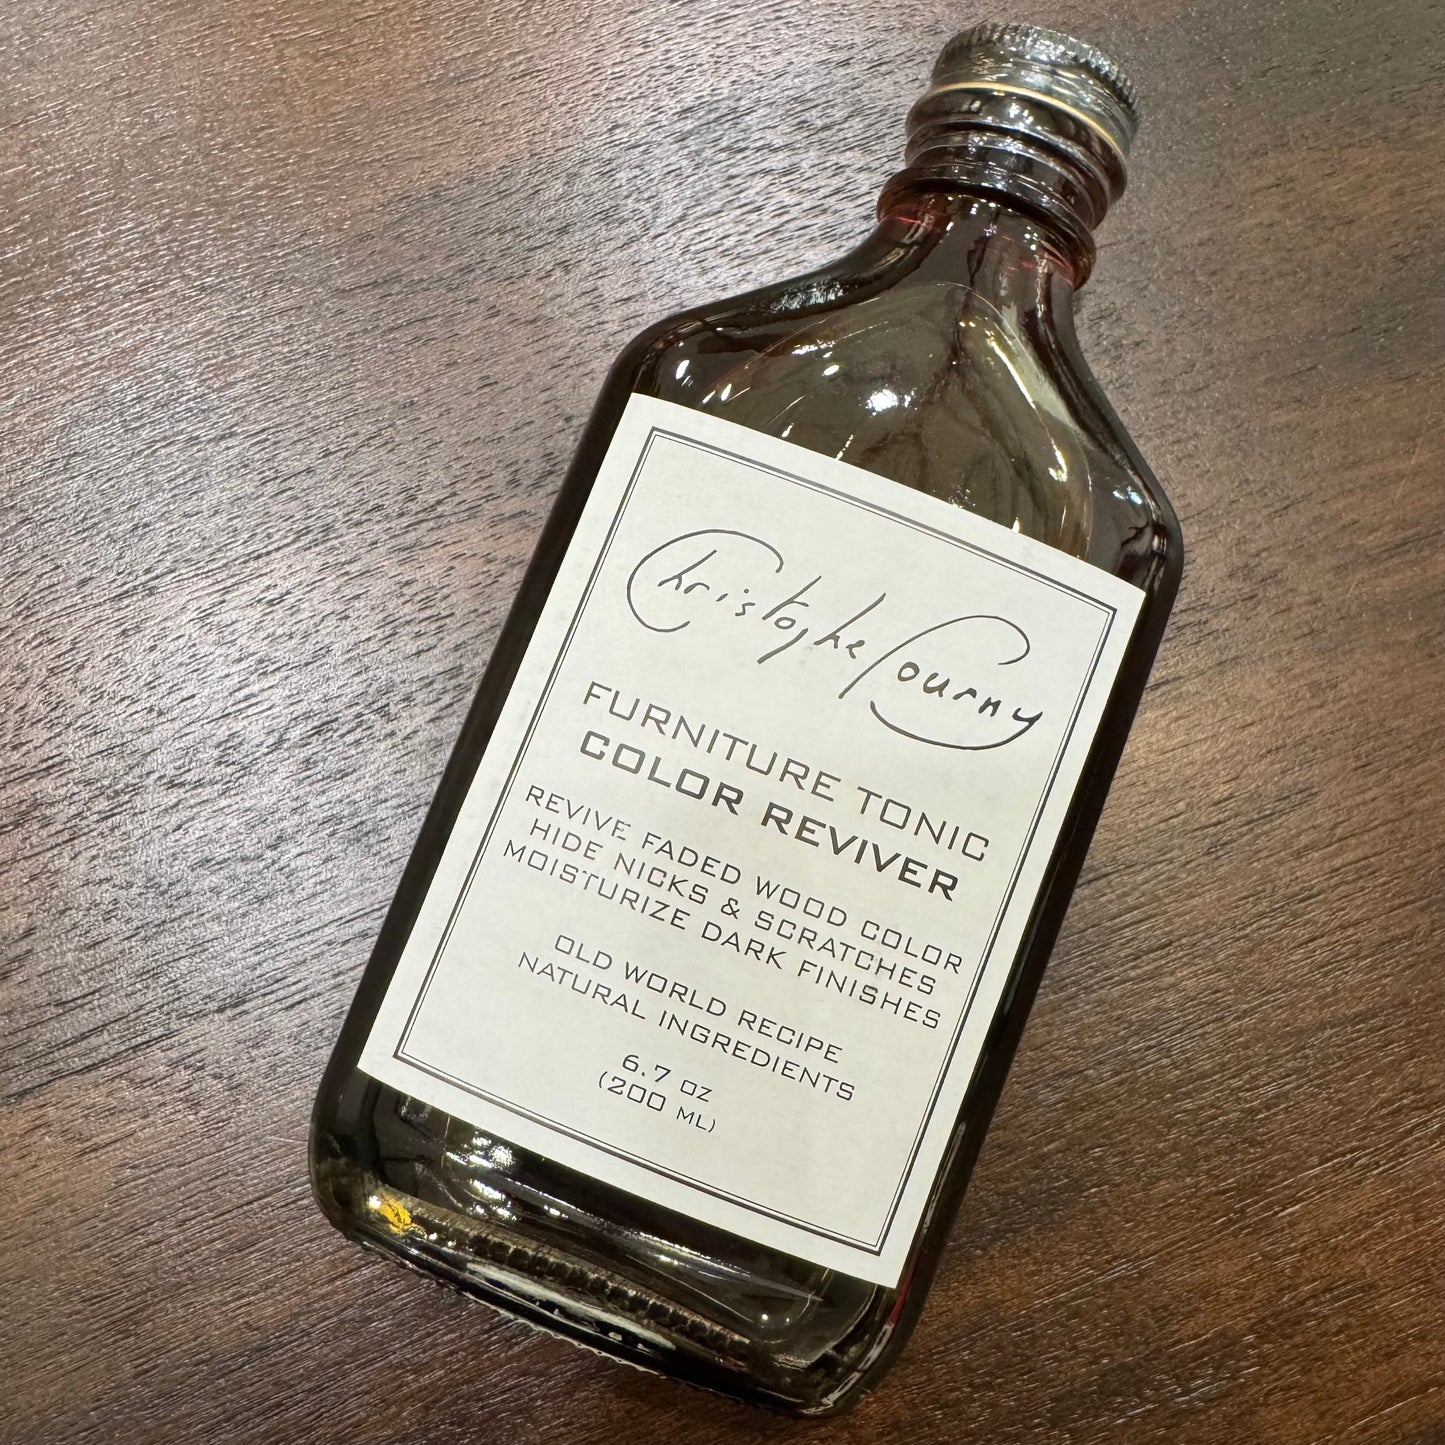 Christophe Pourny
FURNITURE TONIC
COLOR REVIVER
REVIVE FADED WOOD COLOR
HIDE NICKS & SCRATCHES
MOISTURIZE DARK FINISHES
OLD WORLD RECIPE
NATURAL INGREDIENTS
6.7 OZ
(200 ML)